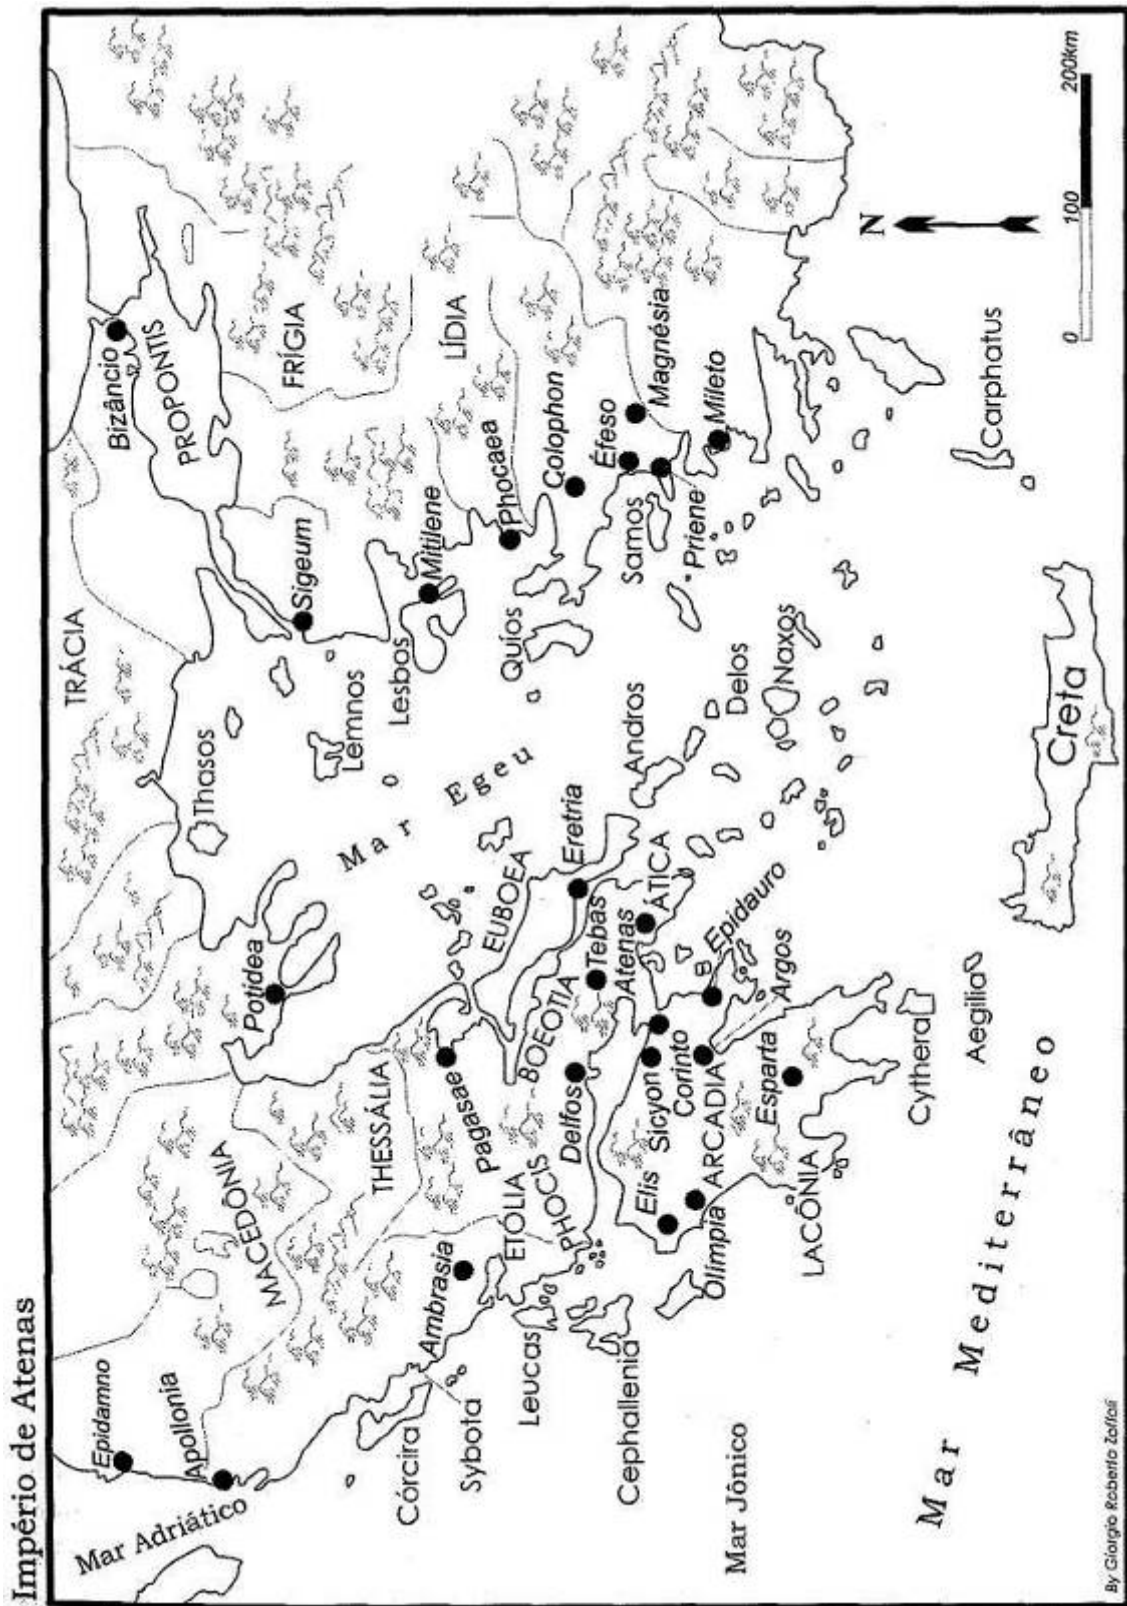 Império de Atenas
Epidamno
Apollonia
Mar Adriático
MACEDÔNIA
TRÁCIA
Bizâncio
PROPONTIS
Potidea
Thasos
Sigeum
FRÍGIA
Córcira
Sybota
Ambrasia
THESSÁLIA
Pagasae
Lemnos
Lesbos
Mitilene
LÍDIA
Mar Egeu
Leucas
ETOLIA
PHOCIS
Delfos
BOEOTIA
EUBOEA
Eretria
Tebas
Quíos
Phocaea
Colophon
Cephallenia
Elis
Sicyon
Corinto
Atenas
ÁTICA
Andros
Samos
Éfeso
Magnésia
Priene
Mileto
Mar Jônico
Olímpia
ARCADIA
Argos
B
Epidauro
Delos
Naxos
Esparta
LACÔNIA
Cythera
Aegilia
Creta
Carphatus
Mar Mediterrâneo
N
0 100 200km
By Giorgio Roberto Zoffoli